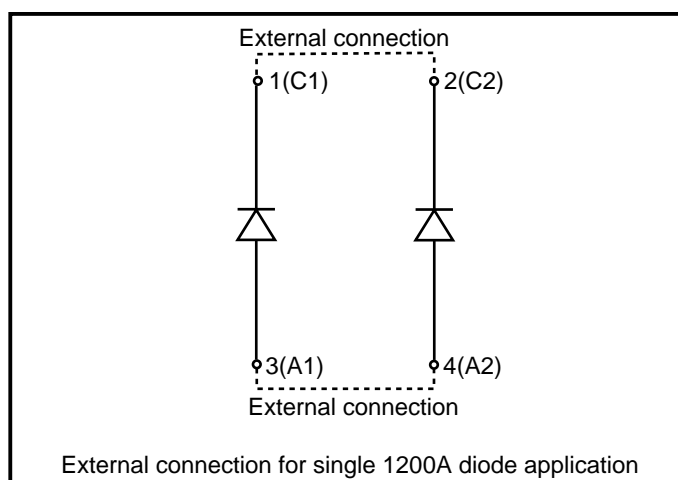 External connection
1(C1)
2(C2)
3(A1)
4(A2)
External connection
External connection for single 1200A diode application